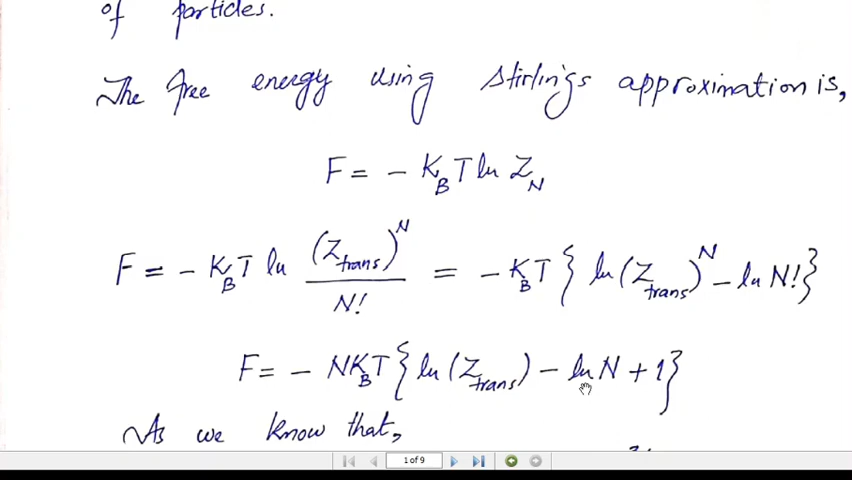 of particles.
The free energy using Stirlings approximation is,
F = - K_B T ln Z_N
F = - K_B T ln (Z_trans)^N / N! = - K_B T { ln (Z_trans)^N - ln N! }
F = - N K_B T { ln (Z_trans) - ln N + 1 }
As we know that,
1 of 9